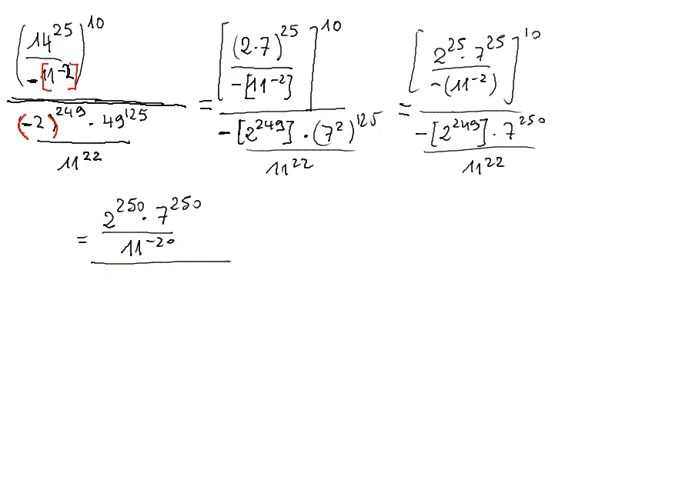 ((14^25)/(-[11^-2]))^10 / (((-2)^249 · 49^125)/(11^22)) = [((2·7)^25)/(-[11^-2])]^10 / ((-[2^249] · (7^2)^125)/(11^22)) = [(2^25 · 7^25)/(-(11^-2))]^10 / ((-[2^249] · 7^250)/(11^22))
= (2^250 · 7^250)/(11^-20)